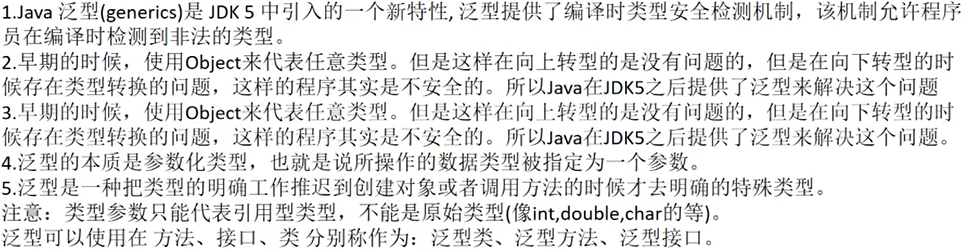 1.Java 泛型(generics)是 JDK 5 中引入的一个新特性, 泛型提供了编译时类型安全检测机制，该机制允许程序
员在编译时检测到非法的类型。
2.早期的时候，使用Object来代表任意类型。但是这样在向上转型的是没有问题的，但是在向下转型的时
候存在类型转换的问题，这样的程序其实是不安全的。所以Java在JDK5之后提供了泛型来解决这个问题
3.早期的时候，使用Object来代表任意类型。但是这样在向上转型的是没有问题的，但是在向下转型的时
候存在类型转换的问题，这样的程序其实是不安全的。所以Java在JDK5之后提供了泛型来解决这个问题。
4.泛型的本质是参数化类型，也就是说所操作的数据类型被指定为一个参数。
5.泛型是一种把类型的明确工作推迟到创建对象或者调用方法的时候才去明确的特殊类型。
注意：类型参数只能代表引用型类型，不能是原始类型(像int,double,char的等)。
泛型可以使用在 方法、接口、类 分别称作为：泛型类、泛型方法、泛型接口。